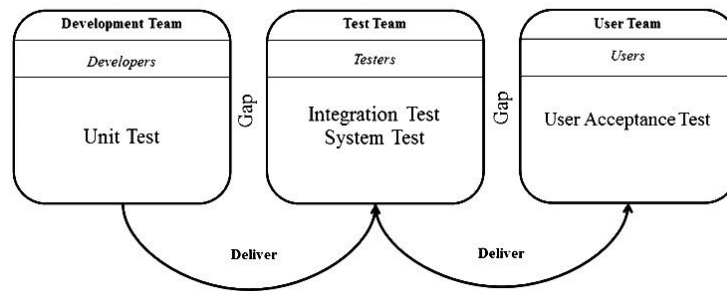 Development Team
Developers
Unit Test
Gap
Test Team
Testers
Integration Test
System Test
Gap
User Team
Users
User Acceptance Test
Deliver
Deliver